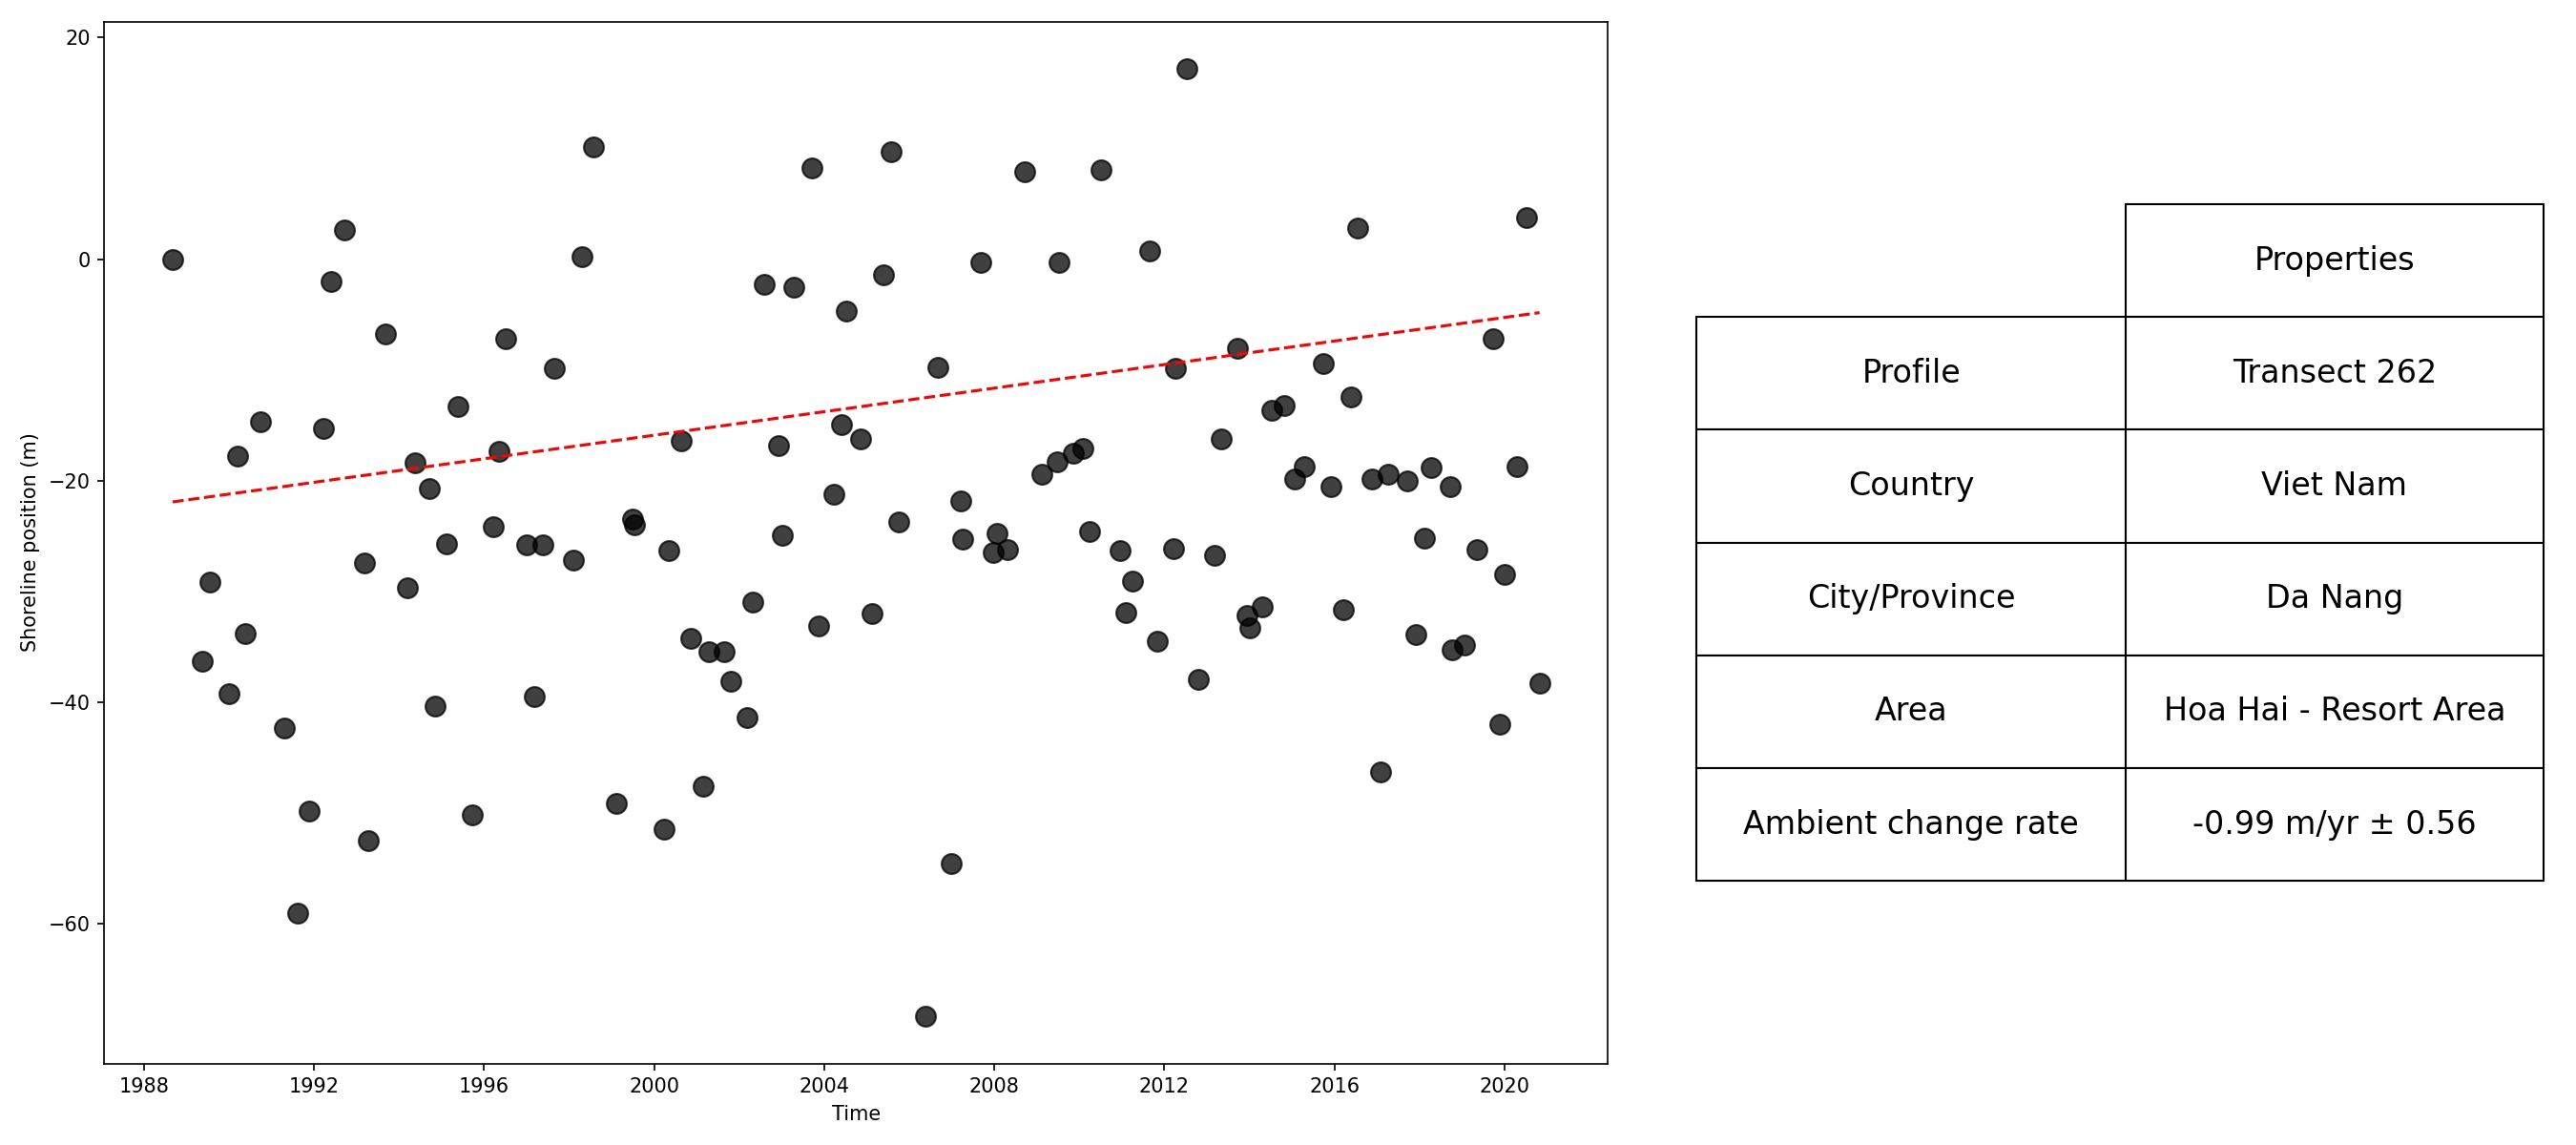 20
0
−20
−40
−60
Shoreline position (m)
1988 1992 1996 2000 2004 2008 2012 2016 2020
Time
Properties
Profile Transect 262
Country Viet Nam
City/Province Da Nang
Area Hoa Hai - Resort Area
Ambient change rate -0.99 m/yr ± 0.56